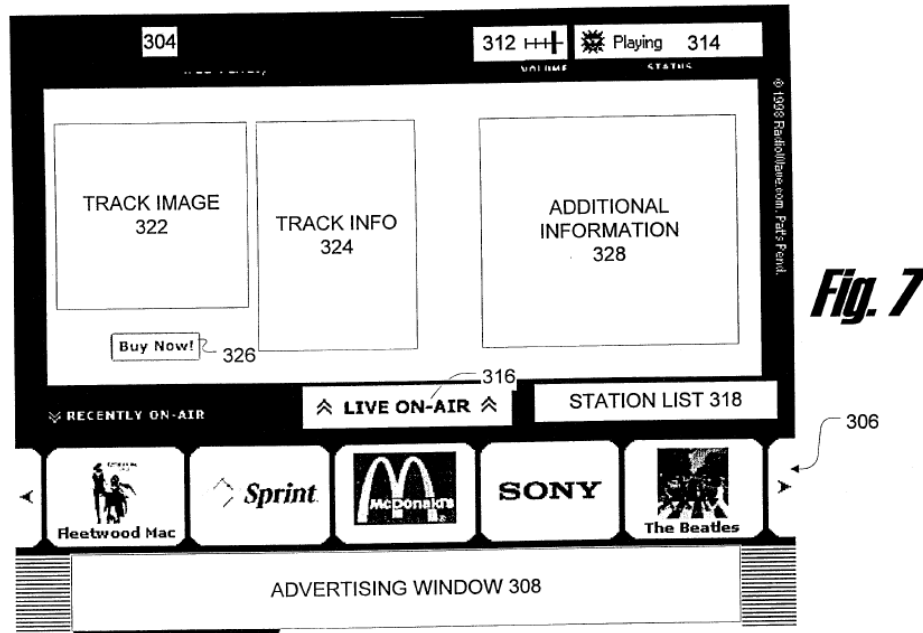 304
312
Playing 314
VOLUME
STATUS
© 1998 RadioWave.com, Pat's Pend.
TRACK IMAGE
322
TRACK INFO
324
ADDITIONAL
INFORMATION
328
Fig. 7
Buy Now!
326
316
RECENTLY ON-AIR
LIVE ON-AIR
STATION LIST 318
306
Fleetwood Mac
Sprint
McDonald's
SONY
The Beatles
ADVERTISING WINDOW 308